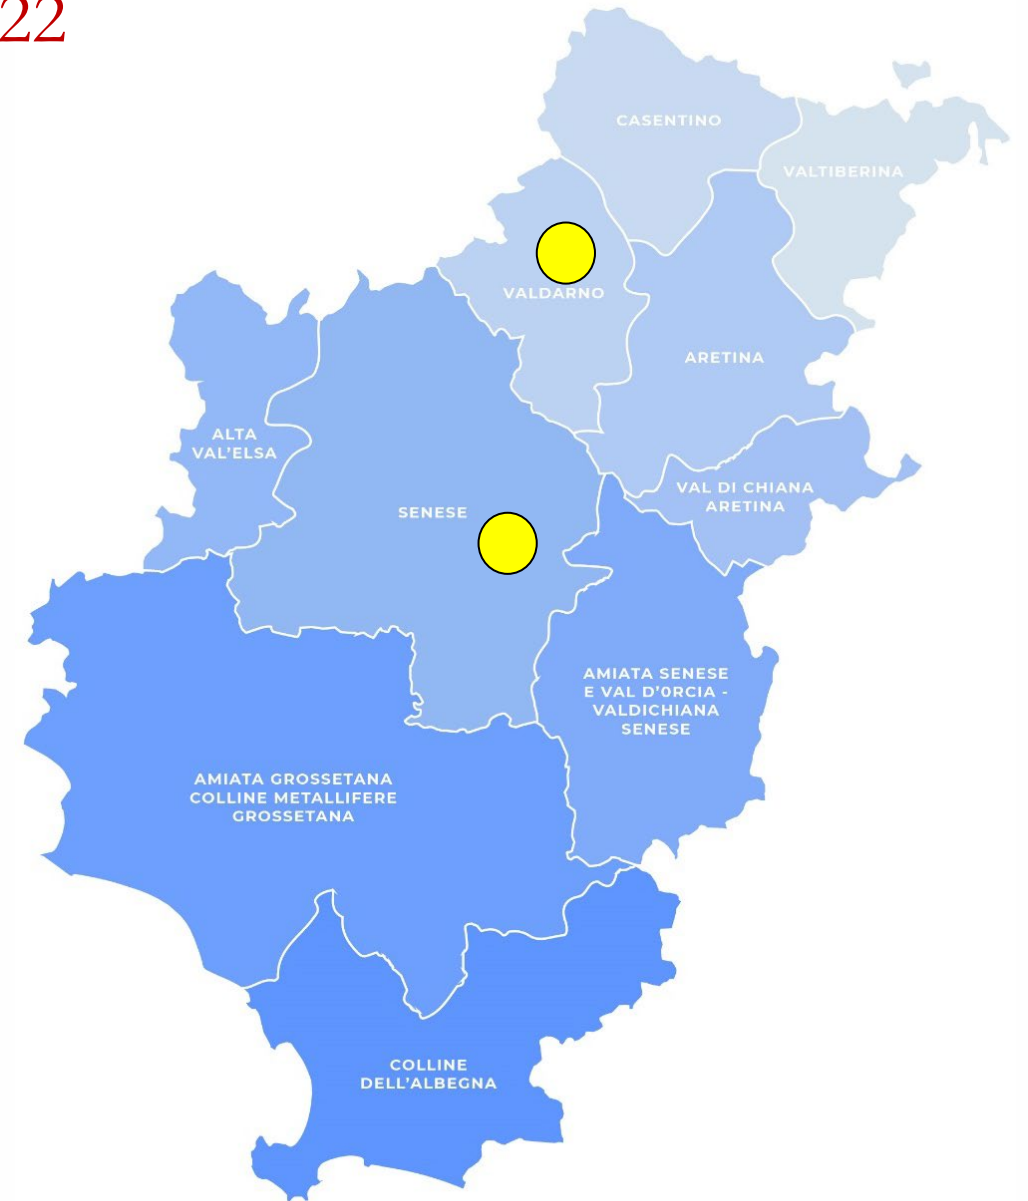 22
CASENTINO
VALTIBERINA
VALDARNO
ARETINA
ALTA
VAL'ELSA
VAL DI CHIANA
ARETINA
SENESE
AMIATA SENESE
E VAL D'0RCIA -
VALDICHIANA
SENESE
AMIATA GROSSETANA
COLLINE METALLIFERE
GROSSETANA
COLLINE
DELL'ALBEGNA